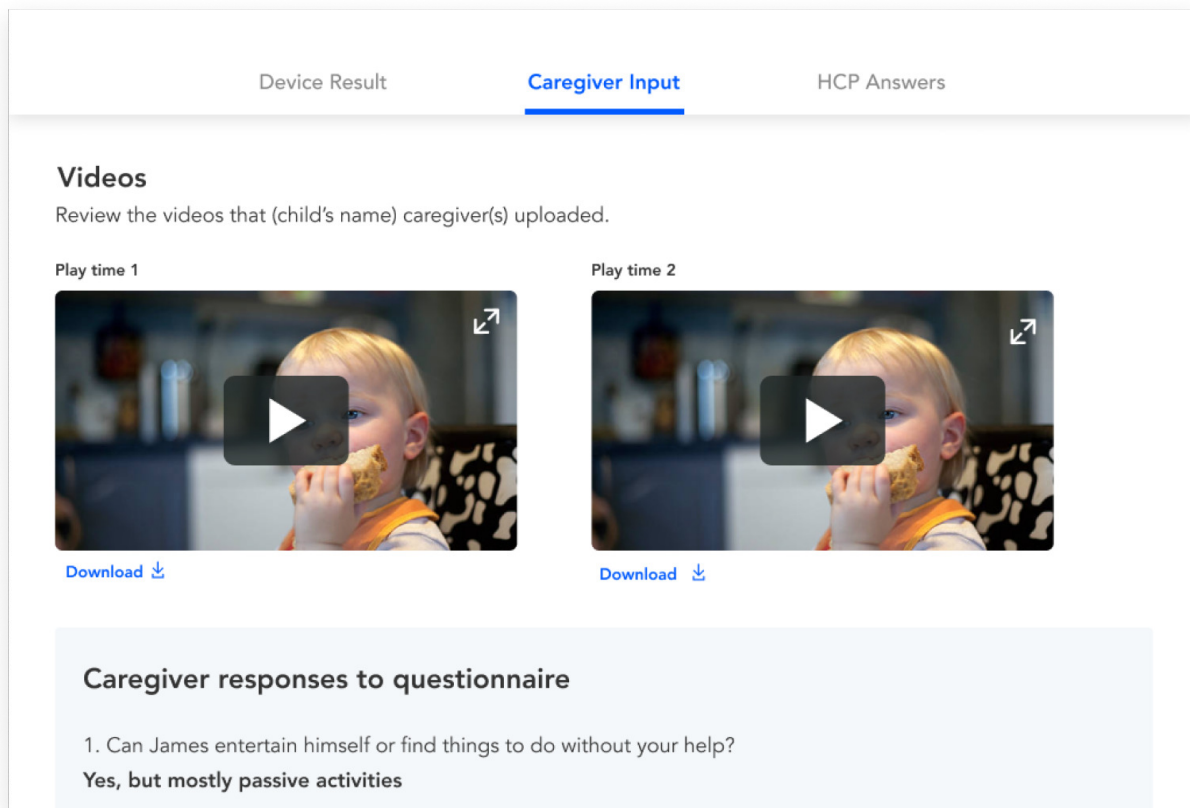 Device Result
Caregiver Input
HCP Answers
Videos
Review the videos that (child’s name) caregiver(s) uploaded.
Play time 1
Play time 2
Download
Download
Caregiver responses to questionnaire
1. Can James entertain himself or find things to do without your help?
Yes, but mostly passive activities